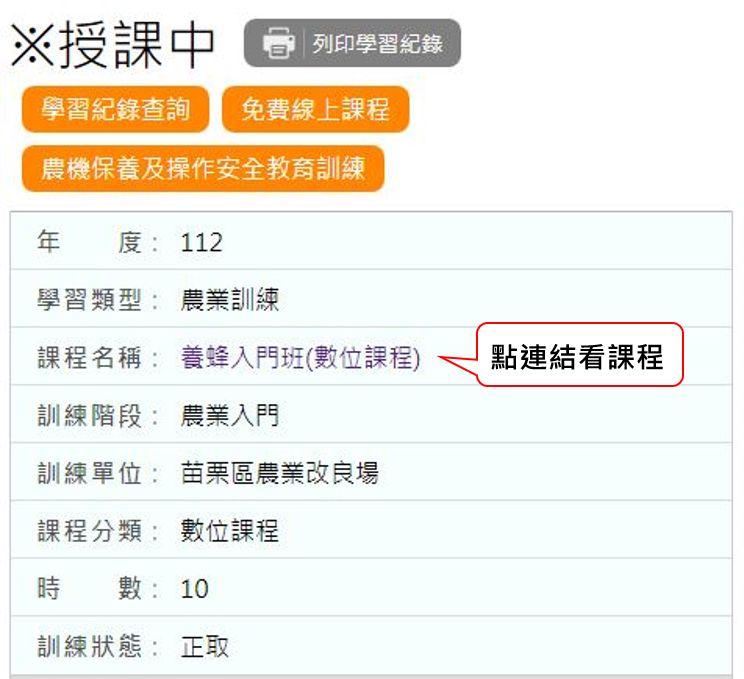 ※授課中
列印學習紀錄
學習紀錄查詢
免費線上課程
農機保養及操作安全教育訓練
年 度： 112
學習類型： 農業訓練
課程名稱： 養蜂入門班(數位課程)
點連結看課程
訓練階段： 農業入門
訓練單位： 苗栗區農業改良場
課程分類： 數位課程
時 數： 10
訓練狀態： 正取